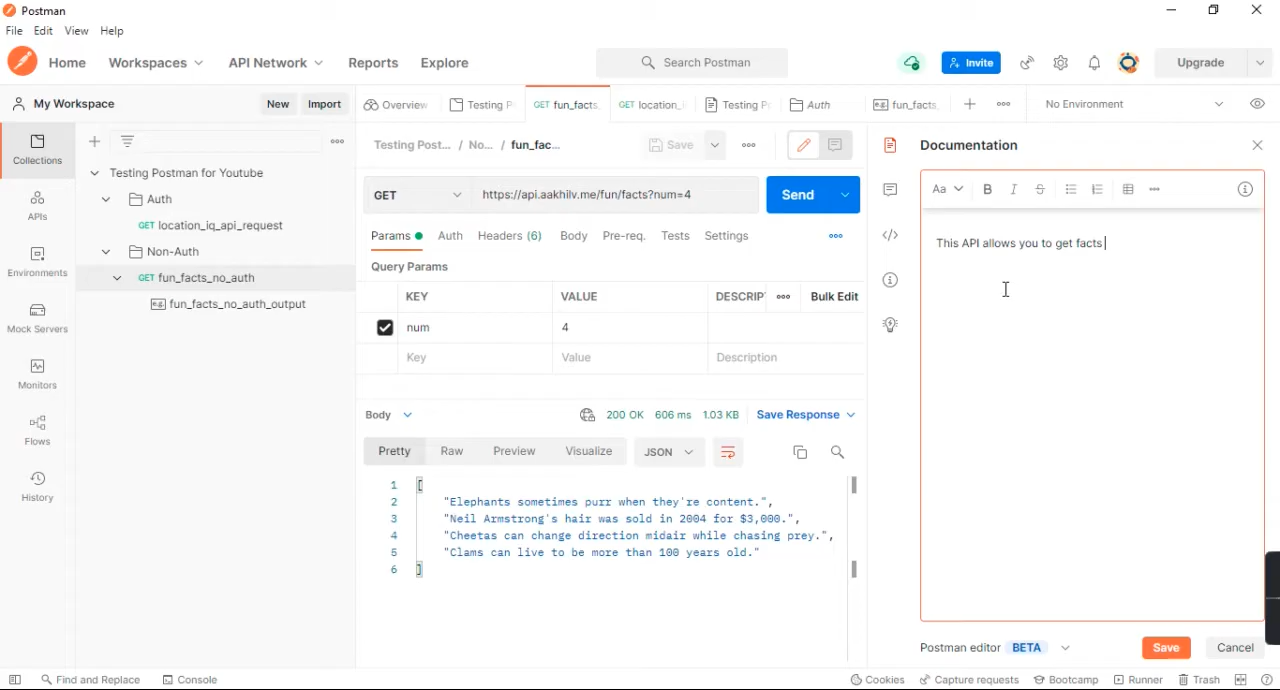 Postman
File Edit View Help
Home Workspaces API Network Reports Explore Search Postman Invite Upgrade
My Workspace New Import Overview Testing P GET fun_facts. GET location_i Testing P Auth fun_facts. No Environment
Collections
APIs
Environments
Mock Servers
Monitors
Flows
History
Testing Postman for Youtube
Auth
GET location_iq_api_request
Non-Auth
GET fun_facts_no_auth
e.g. fun_facts_no_auth_output
Testing Post... / No... / fun_fac... Save
GET https://api.aakhilv.me/fun/facts?num=4 Send
Params Auth Headers (6) Body Pre-req. Tests Settings
Query Params
KEY VALUE DESCRIP Bulk Edit
num 4
Key Value Description
Body 200 OK 606 ms 1.03 KB Save Response
Pretty Raw Preview Visualize JSON
1 [
2 "Elephants sometimes purr when they're content.",
3 "Neil Armstrong's hair was sold in 2004 for $3,000.",
4 "Cheetas can change direction midair while chasing prey.",
5 "Clams can live to be more than 100 years old."
6 ]
Documentation
Aa B I S
This API allows you to get facts
Postman editor BETA Save Cancel
Find and Replace Console Cookies Capture requests Bootcamp Runner Trash